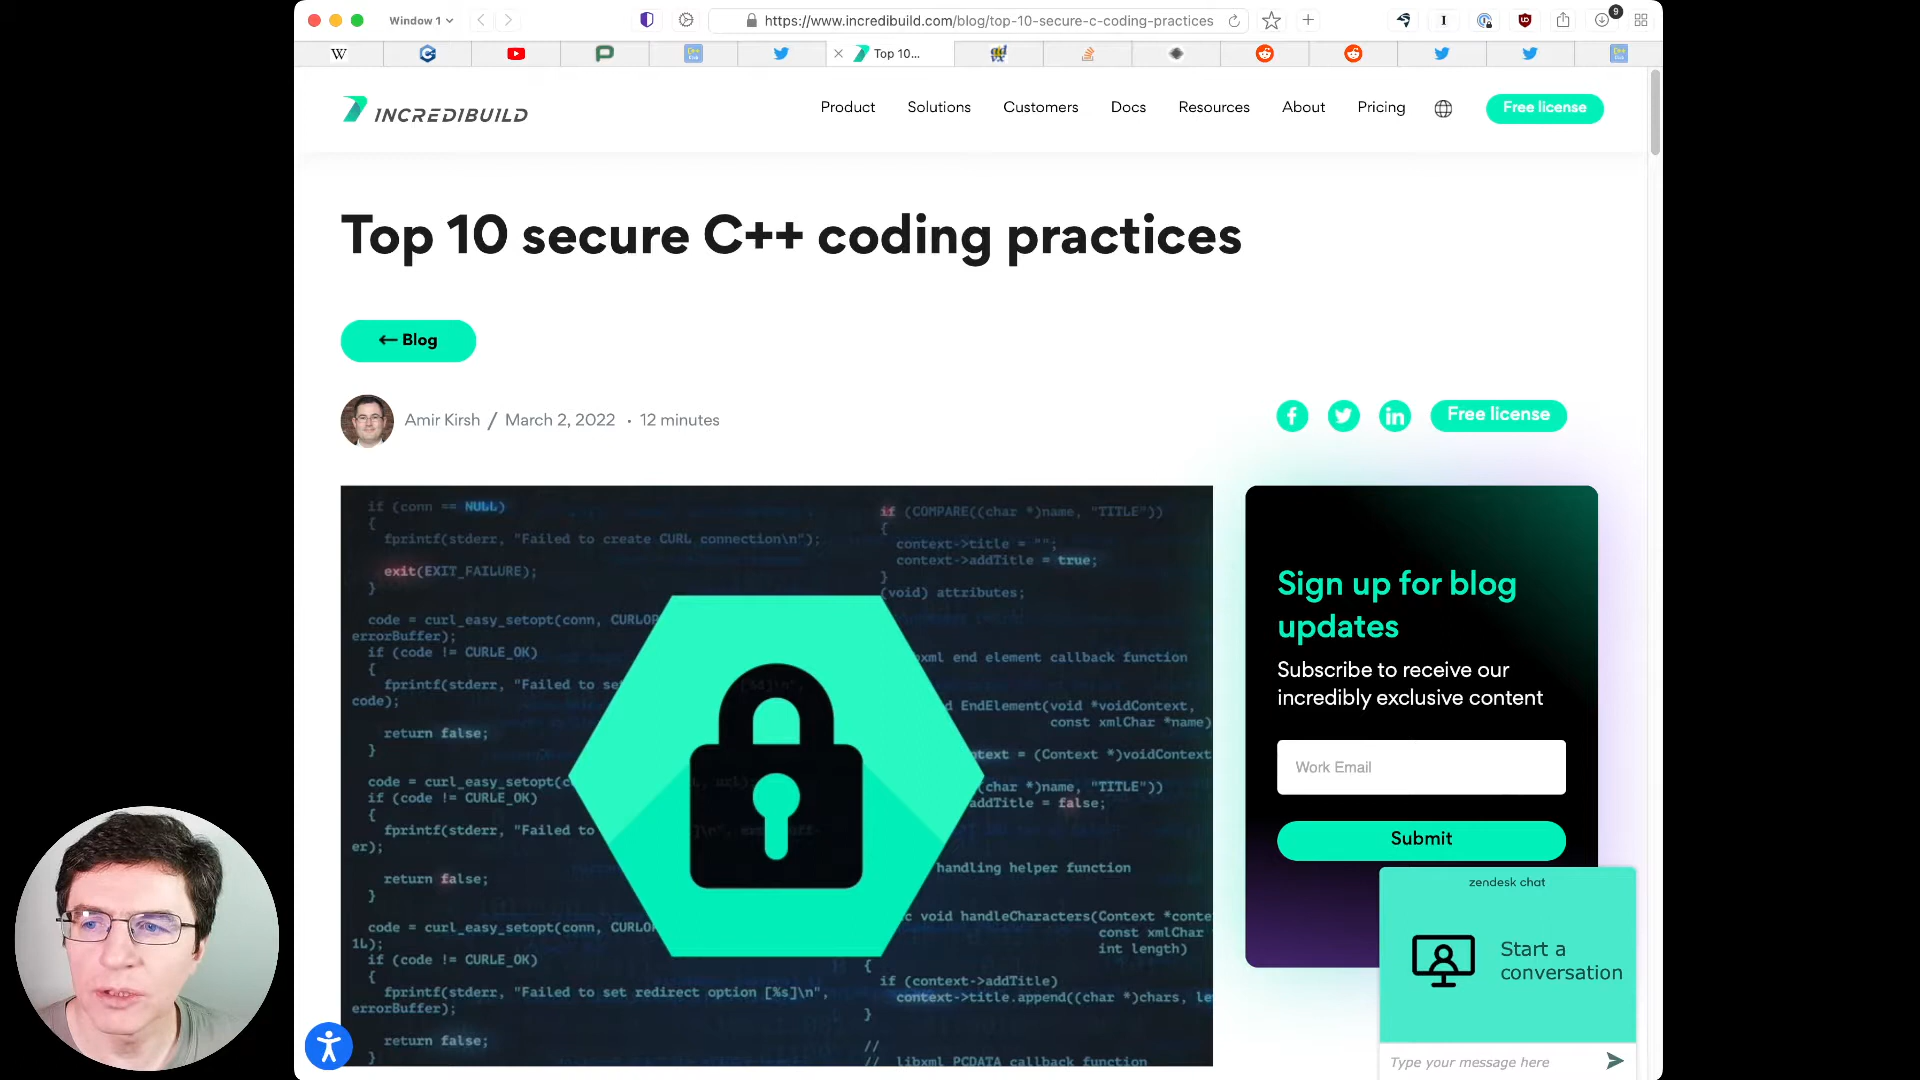 Window 1
https://www.incredibuild.com/blog/top-10-secure-c-coding-practices
9
Top 10...
INCREDIBUILD
Product
Solutions
Customers
Docs
Resources
About
Pricing
Free license
Top 10 secure C++ coding practices
← Blog
Amir Kirsh / March 2, 2022 · 12 minutes
Free license
if (conn == NULL)
{
fprintf(stderr, "Failed to create CURL connection\n");
exit(EXIT_FAILURE);
}
code = curl_easy_setopt(conn, CURLOP
errorBuffer);
if (code != CURLE_OK)
{
fprintf(stderr, "Failed to se
code);
return false;
}
code = curl_easy_setopt(c
if (code != CURLE_OK)
{
fprintf(stderr, "Failed to
er);
return false;
}
code = curl_easy_setopt(conn, CURLO
1L);
if (code != CURLE_OK)
{
fprintf(stderr, "Failed to set redirect option [%s]\n",
errorBuffer);
return false;
}
if (COMPARE((char *)name, "TITLE"))
{
context->title = "";
context->addTitle = true;
}
(void) attributes;
xml end element callback function
EndElement(void *voidContext,
const xmlChar *name)
text = (Context *)voidContext
(char *)name, "TITLE"))
addTitle = false;
handling helper function
c void handleCharacters(Context *conte
const xmlChar *
int length)
{
if (context->addTitle)
context->title.append((char *)chars, le
}
//
// libxml PCDATA callback function
Sign up for blog
updates
Subscribe to receive our
incredibly exclusive content
Work Email
Submit
zendesk chat
Start a
conversation
Type your message here